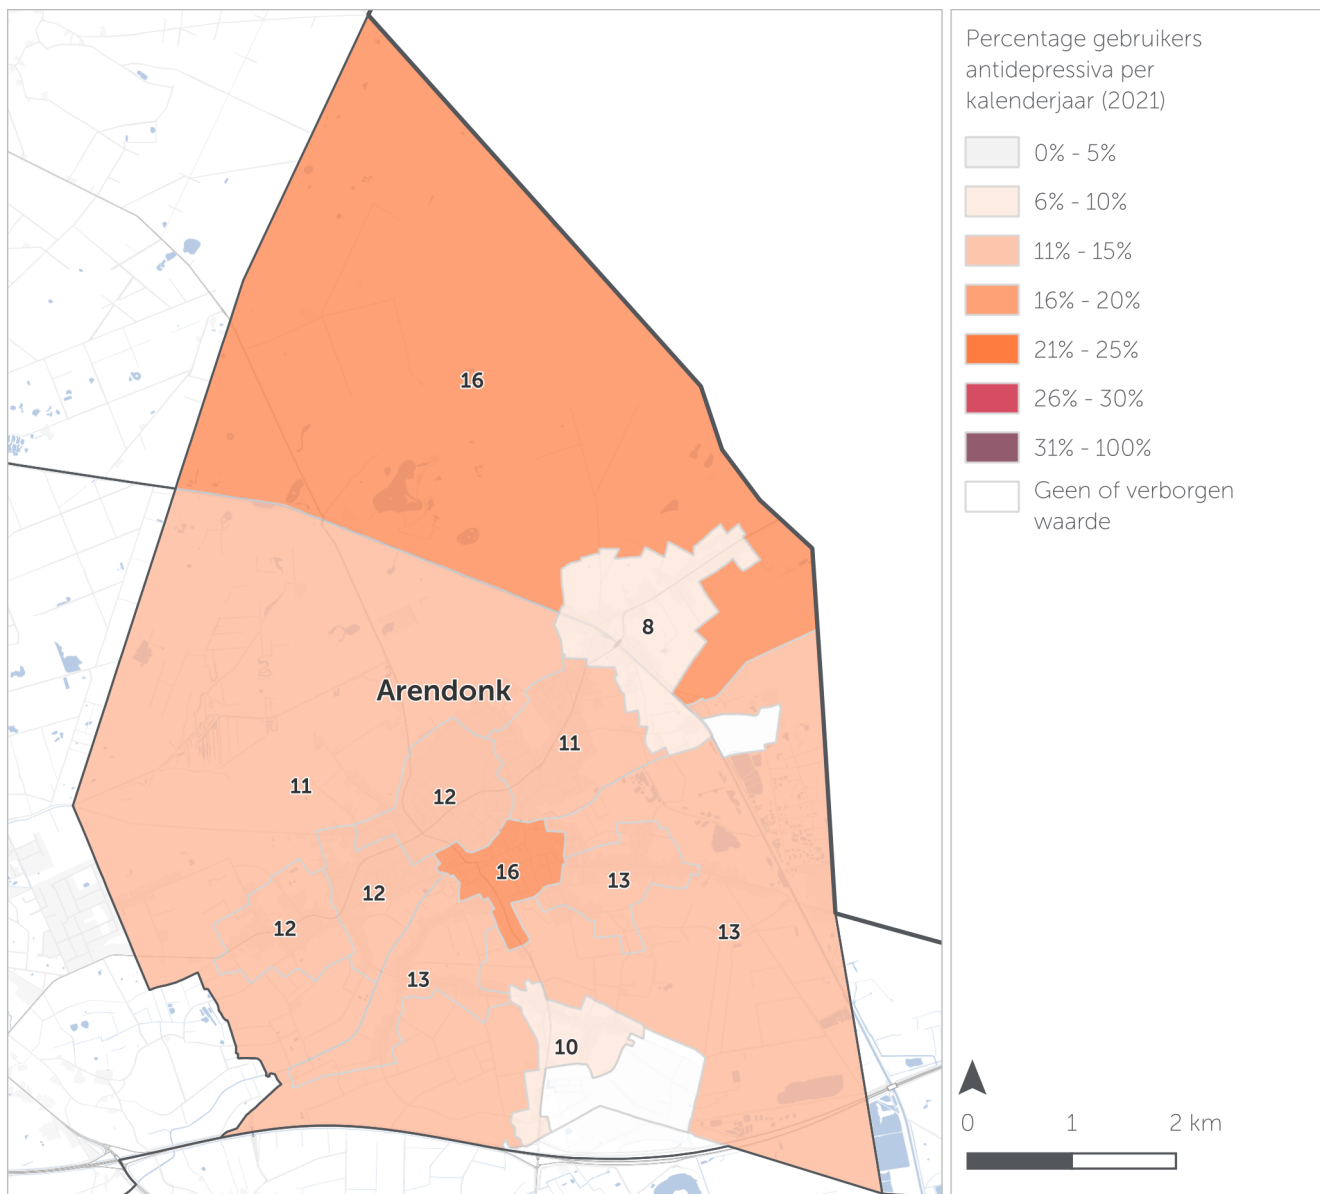 Percentage gebruikers
antidepressiva per
kalenderjaar (2021)
0% - 5%
6% - 10%
11% - 15%
16% - 20%
21% - 25%
26% - 30%
31% - 100%
Geen of verborgen
waarde
16
8
Arendonk
11
11
12
16
13
12
12
13
13
10
0 1 2 km